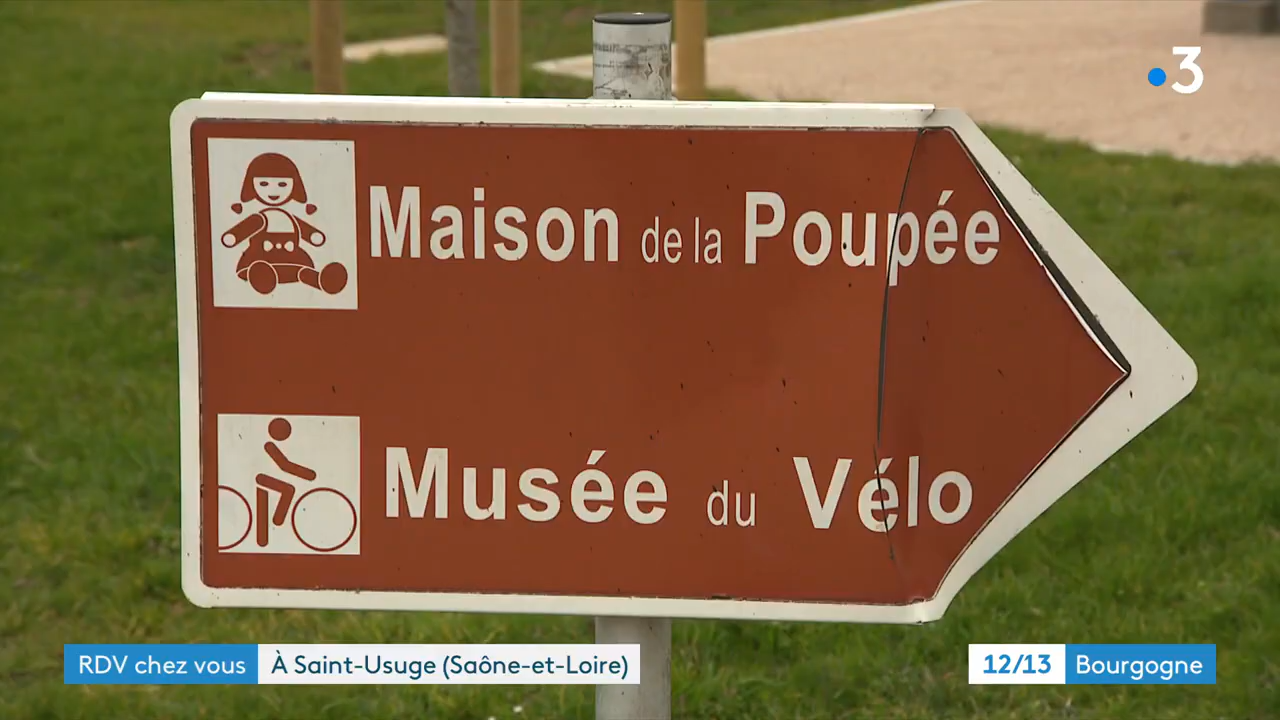 3
Maison de la Poupée
Musée du Vélo
RDV chez vous À Saint-Usuge (Saône-et-Loire)
12/13 Bourgogne